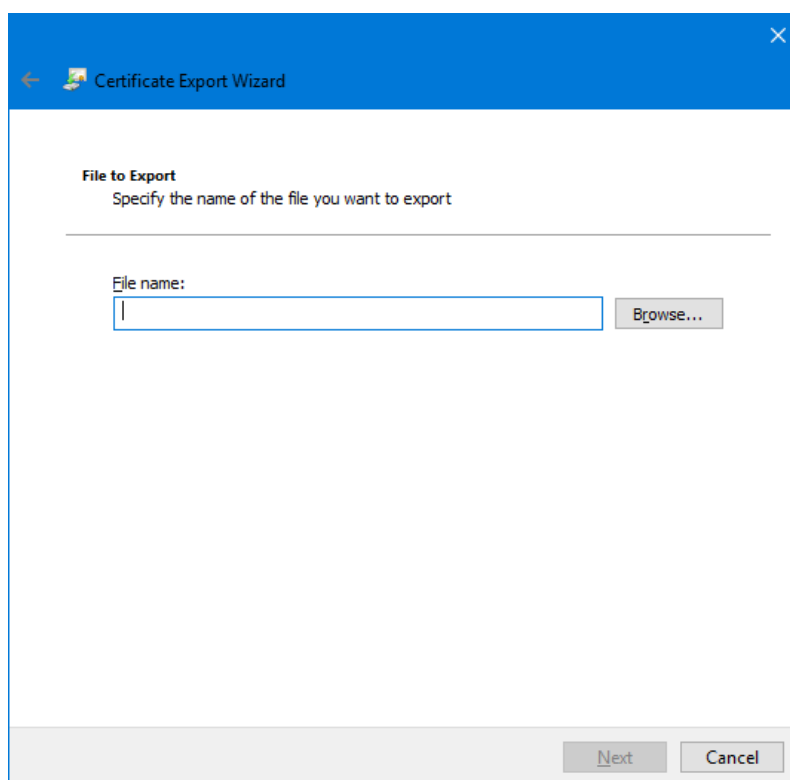 Certificate Export Wizard
File to Export
Specify the name of the file you want to export
File name:
Browse...
Next
Cancel